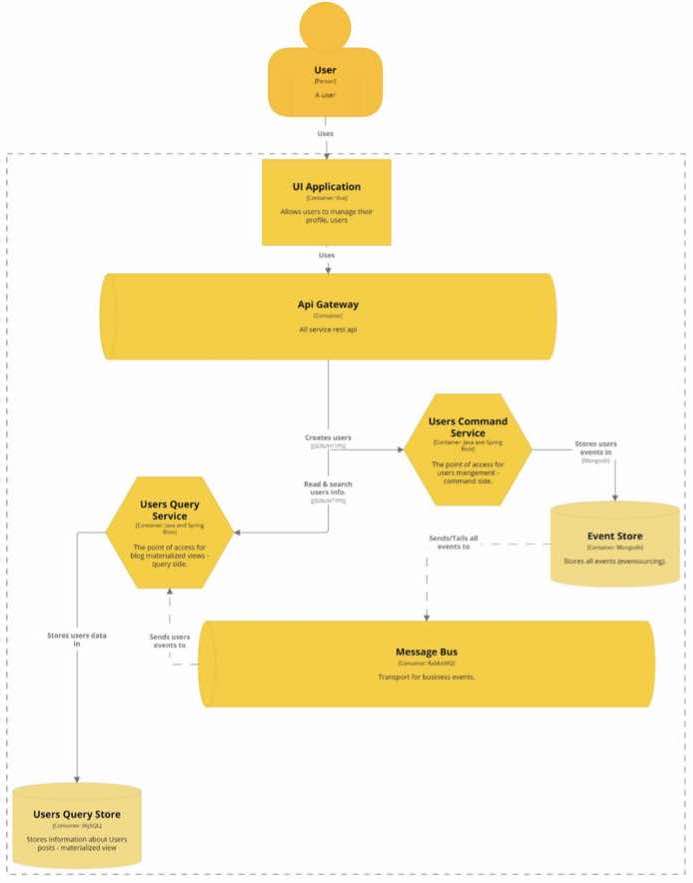 User
[Person]
A user
Uses
UI Application
[Container: Vue]
Allows users to manage their
profile, users
Uses
Api Gateway
[Container]
All service rest api
Creates users
[JSON/HTTPS]
Users Command
Service
[Container: Java and Spring
Boot]
The point of access for
users mangement -
command side.
Stores users
events in
[Mongodb]
Read & search
users info.
[JSON/HTTPS]
Users Query
Service
[Container: Java and Spring
Boot]
The point of access for
blog materialized views -
query side.
Event Store
[Container: Mongodb]
Stores all events (eventsourcing).
Sends/Tails all
events to
Stores users data
in
Sends users
events to
Message Bus
[Container: RabbitMQ]
Transport for business events.
Users Query Store
[Container: MySQL]
Stores information about Users
posts - materialized view